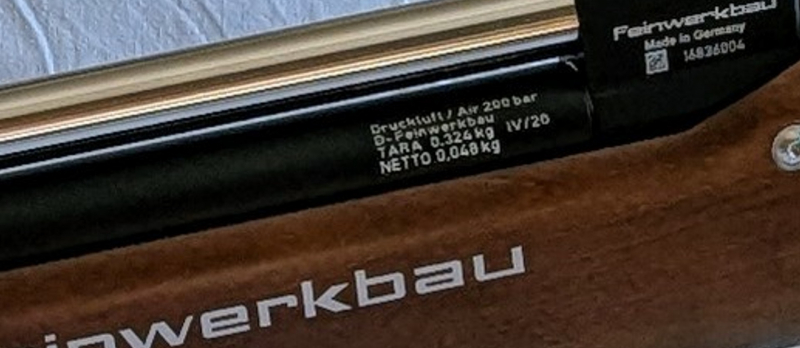 Feinwerkbau
Made in Germany
16836004
Druckluft / Air 200 bar
D-Feinwerkbau
TARA 0,324 kg IV/20
NETTO 0,048 kg
einwerkbau